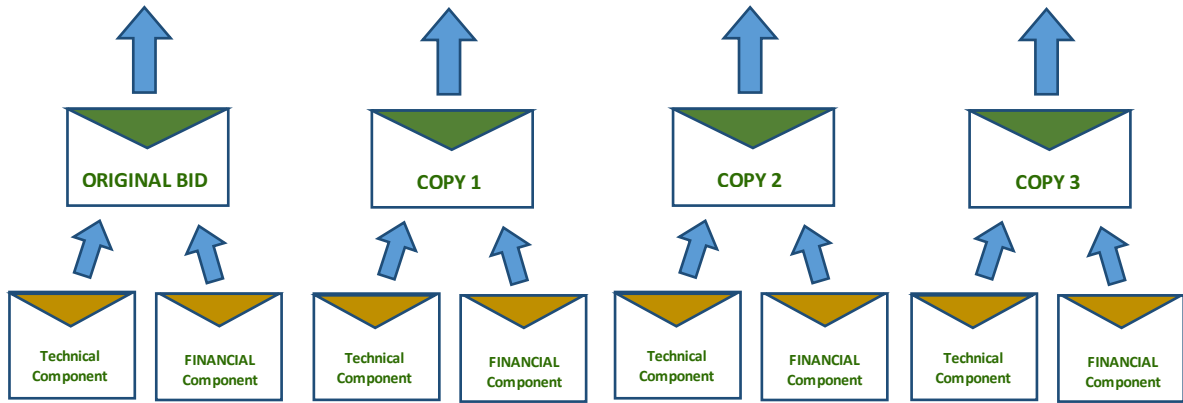 ORIGINAL BID
COPY 1
COPY 2
COPY 3
Technical
Component
FINANCIAL
Component
Technical
Component
FINANCIAL
Component
Technical
Component
FINANCIAL
Component
Technical
Component
FINANCIAL
Component